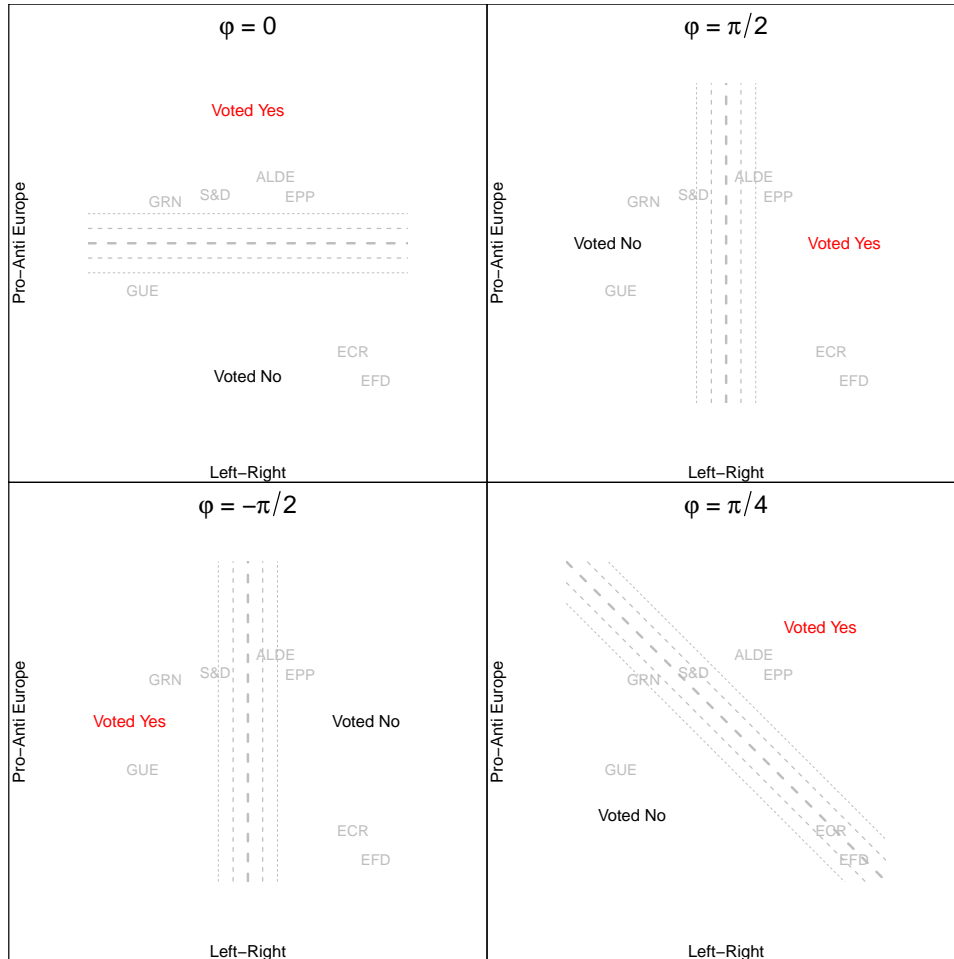 φ = 0
Voted Yes
ALDE
S&D
EPP
GRN
GUE
ECR
EFD
Voted No
Left−Right
Pro−Anti Europe
φ = π/2
ALDE
S&D
EPP
GRN
Voted No
Voted Yes
GUE
ECR
EFD
φ = −π/2
ALDE
S&D
EPP
GRN
Voted Yes
Voted No
GUE
ECR
EFD
Left−Right
Pro−Anti Europe
φ = π/4
Voted Yes
ALDE
S&D
EPP
GRN
GUE
Voted No
ECR
EFD
Left−Right
Pro−Anti Europe
Left−Right
Pro−Anti Europe